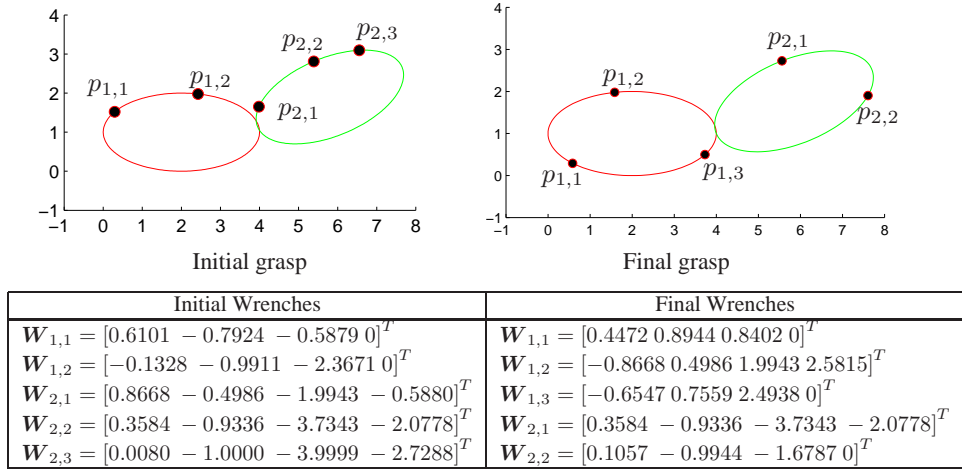 4
3
2
1
0
−1
−1 0 1 2 3 4 5 6 7 8
p1,1
p1,2
p2,1
p2,2
p2,3
Initial grasp
4
3
2
1
0
−1
−1 0 1 2 3 4 5 6 7 8
p1,1
p1,2
p1,3
p2,1
p2,2
Final grasp
Initial Wrenches Final Wrenches
W1,1 = [0.6101 − 0.7924 − 0.5879 0]^T W1,1 = [0.4472 0.8944 0.8402 0]^T
W1,2 = [−0.1328 − 0.9911 − 2.3671 0]^T W1,2 = [−0.8668 0.4986 1.9943 2.5815]^T
W2,1 = [0.8668 − 0.4986 − 1.9943 − 0.5880]^T W1,3 = [−0.6547 0.7559 2.4938 0]^T
W2,2 = [0.3584 − 0.9336 − 3.7343 − 2.0778]^T W2,1 = [0.3584 − 0.9336 − 3.7343 − 2.0778]^T
W2,3 = [0.0080 − 1.0000 − 3.9999 − 2.7288]^T W2,2 = [0.1057 − 0.9944 − 1.6787 0]^T